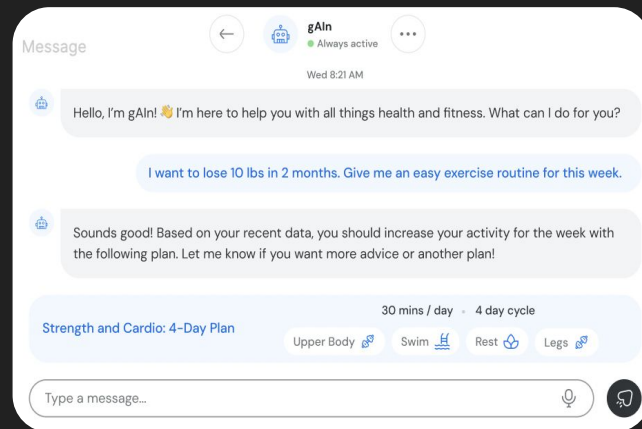 gAIn
Always active
Message
Wed 8:21 AM
Hello, I'm gAIn! 👋 I'm here to help you with all things health and fitness. What can I do for you?
I want to lose 10 lbs in 2 months. Give me an easy exercise routine for this week.
Sounds good! Based on your recent data, you should increase your activity for the week with
the following plan. Let me know if you want more advice or another plan!
30 mins / day • 4 day cycle
Strength and Cardio: 4-Day Plan
Upper Body Swim Rest Legs
Type a message...